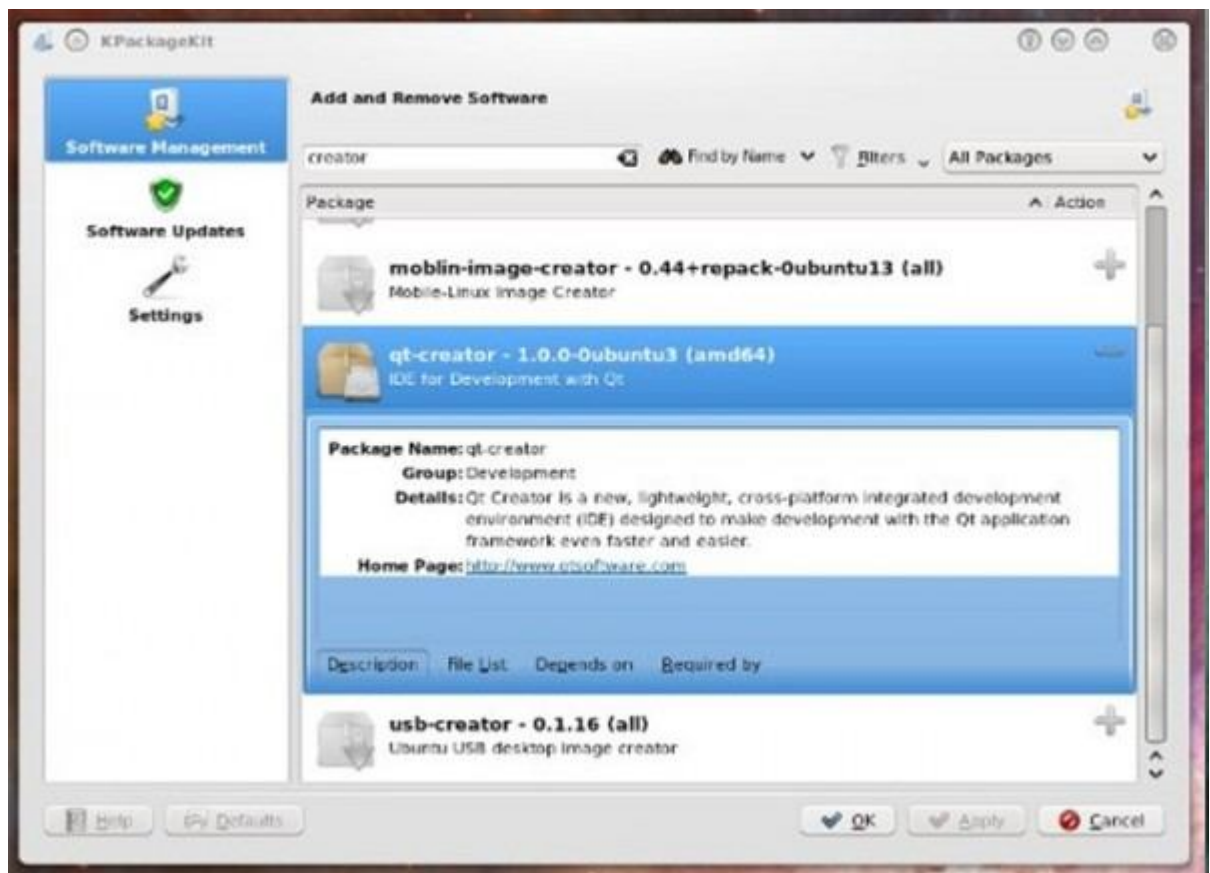 KPackageKit
Software Management
Software Updates
Settings
Add and Remove Software
creator
Find by Name
Filters
All Packages
Package
Action
moblin-image-creator - 0.44+repack-0ubuntu13 (all)
Mobile-Linux Image Creator
qt-creator - 1.0.0-0ubuntu3 (amd64)
IDE for Development with Qt
Package Name: qt-creator
Group: Development
Details: Qt Creator is a new, lightweight, cross-platform integrated development
environment (IDE) designed to make development with the Qt application
framework even faster and easier.
Home Page: http://www.qtsoftware.com
Description File List Depends on Required by
usb-creator - 0.1.16 (all)
Ubuntu USB desktop image creator
Help
Defaults
OK
Apply
Cancel